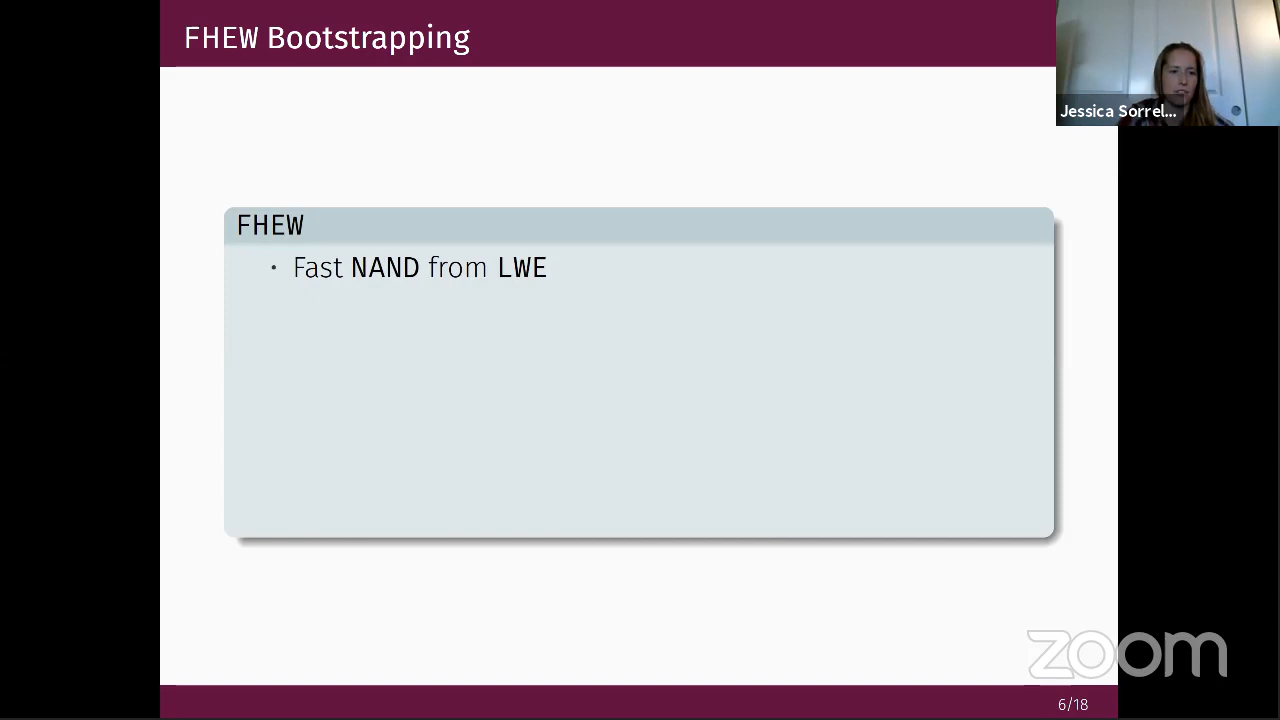 FHEW Bootstrapping
Jessica Sorrel...
FHEW
• Fast NAND from LWE
zoom
6/18